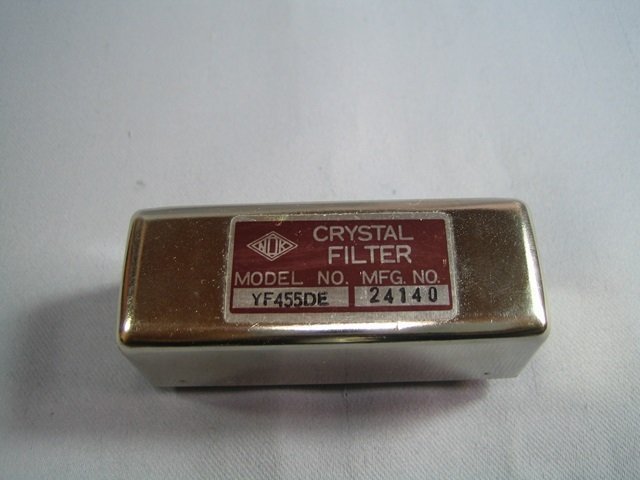 NDK CRYSTAL
FILTER
MODEL NO. MFG. NO.
YF455DE 24140